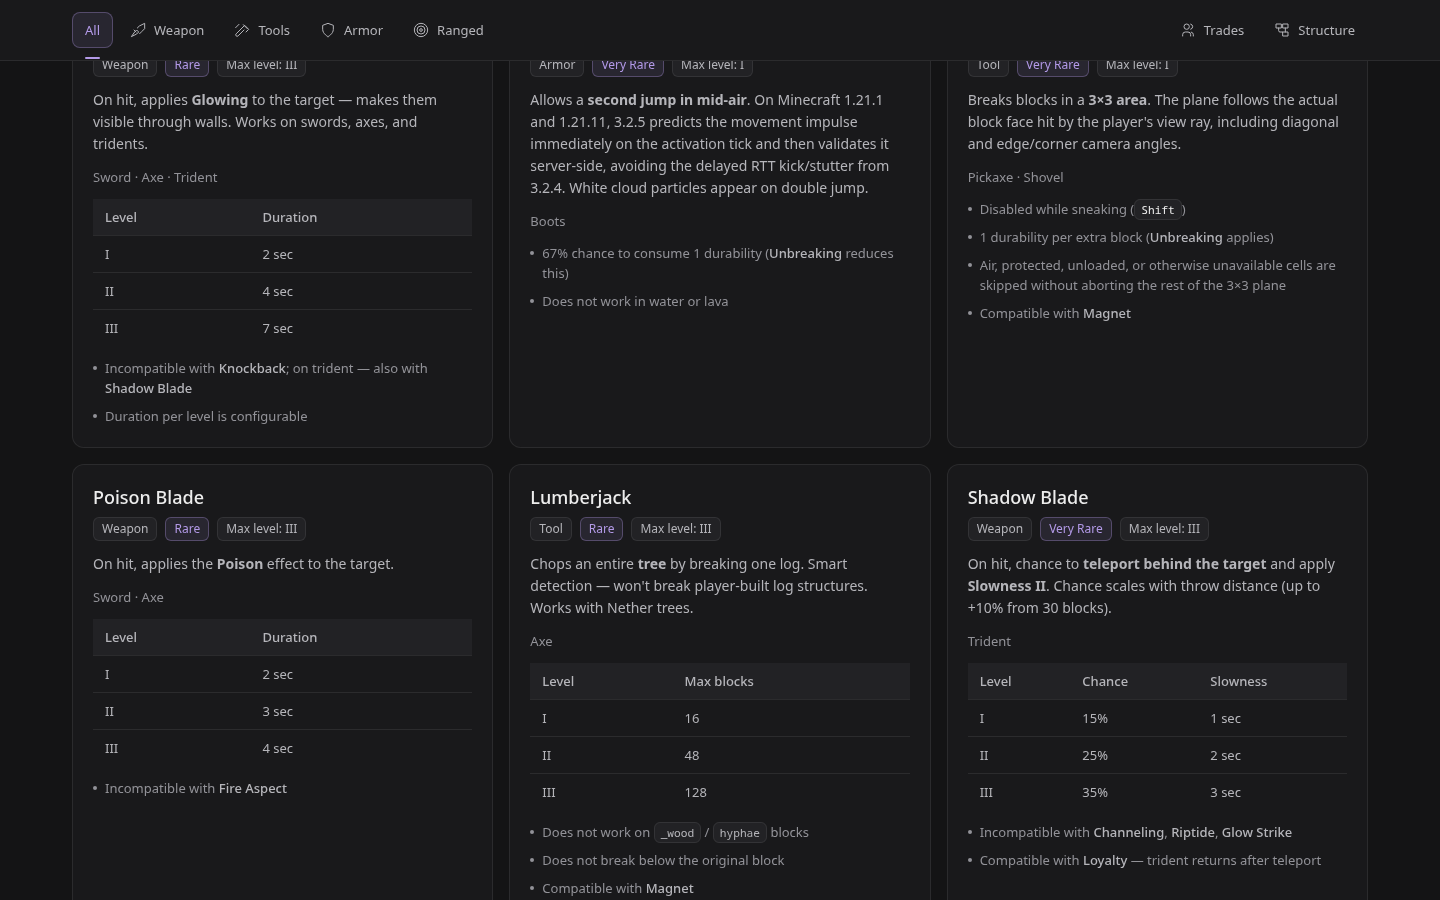 All
Weapon
Tools
Armor
Ranged
Trades
Structure
Weapon
Rare
Max level: III
On hit, applies Glowing to the target — makes them
visible through walls. Works on swords, axes, and
tridents.
Sword · Axe · Trident
Level Duration
I 2 sec
II 4 sec
III 7 sec
• Incompatible with Knockback; on trident — also with
Shadow Blade
• Duration per level is configurable
Armor
Very Rare
Max level: I
Allows a second jump in mid-air. On Minecraft 1.21.1
and 1.21.11, 3.2.5 predicts the movement impulse
immediately on the activation tick and then validates it
server-side, avoiding the delayed RTT kick/stutter from
3.2.4. White cloud particles appear on double jump.
Boots
• 67% chance to consume 1 durability (Unbreaking reduces
this)
• Does not work in water or lava
Tool
Very Rare
Max level: I
Breaks blocks in a 3×3 area. The plane follows the actual
block face hit by the player's view ray, including diagonal
and edge/corner camera angles.
Pickaxe · Shovel
• Disabled while sneaking (Shift)
• 1 durability per extra block (Unbreaking applies)
• Air, protected, unloaded, or otherwise unavailable cells are
skipped without aborting the rest of the 3×3 plane
• Compatible with Magnet
Poison Blade
Weapon
Rare
Max level: III
On hit, applies the Poison effect to the target.
Sword · Axe
Level Duration
I 2 sec
II 3 sec
III 4 sec
• Incompatible with Fire Aspect
Lumberjack
Tool
Rare
Max level: III
Chops an entire tree by breaking one log. Smart
detection — won't break player-built log structures.
Works with Nether trees.
Axe
Level Max blocks
I 16
II 48
III 128
• Does not work on _wood / hyphae blocks
• Does not break below the original block
• Compatible with Magnet
Shadow Blade
Weapon
Very Rare
Max level: III
On hit, chance to teleport behind the target and apply
Slowness II. Chance scales with throw distance (up to
+10% from 30 blocks).
Trident
Level Chance Slowness
I 15% 1 sec
II 25% 2 sec
III 35% 3 sec
• Incompatible with Channeling, Riptide, Glow Strike
• Compatible with Loyalty — trident returns after teleport